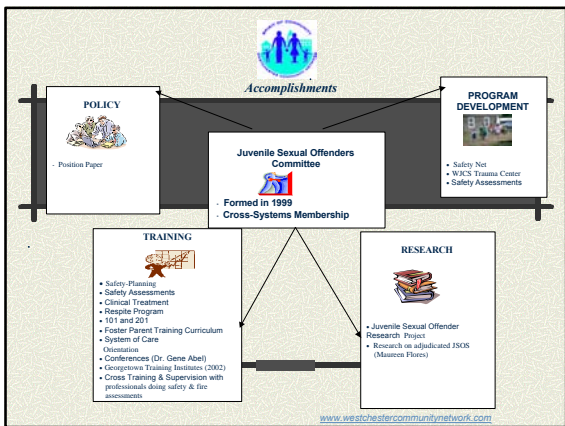 Accomplishments
POLICY
- Position Paper
PROGRAM
DEVELOPMENT
• Safety Net
• WJCS Trauma Center
• Safety Assessments
Juvenile Sexual Offenders
Committee
- Formed in 1999
- Cross-Systems Membership
TRAINING
• Safety-Planning
• Safety Assessments
• Clinical Treatment
• Respite Program
• 101 and 201
• Foster Parent Training Curriculum
• System of Care
Orientation
• Conferences (Dr. Gene Abel)
• Georgetown Training Institutes (2002)
• Cross Training & Supervision with
professionals doing safety & fire
assessments
RESEARCH
• Juvenile Sexual Offender
Research Project
• Research on adjudicated JSOS
(Maureen Flores)
www.westchestercommunitynetwork.com